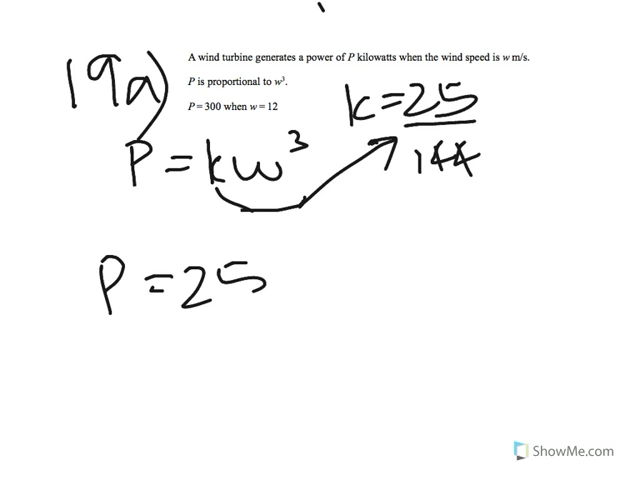 19a)
A wind turbine generates a power of P kilowatts when the wind speed is w m/s.
P is proportional to w³.
P = 300 when w = 12
k = 25
144
P = kw³
P = 25
ShowMe.com